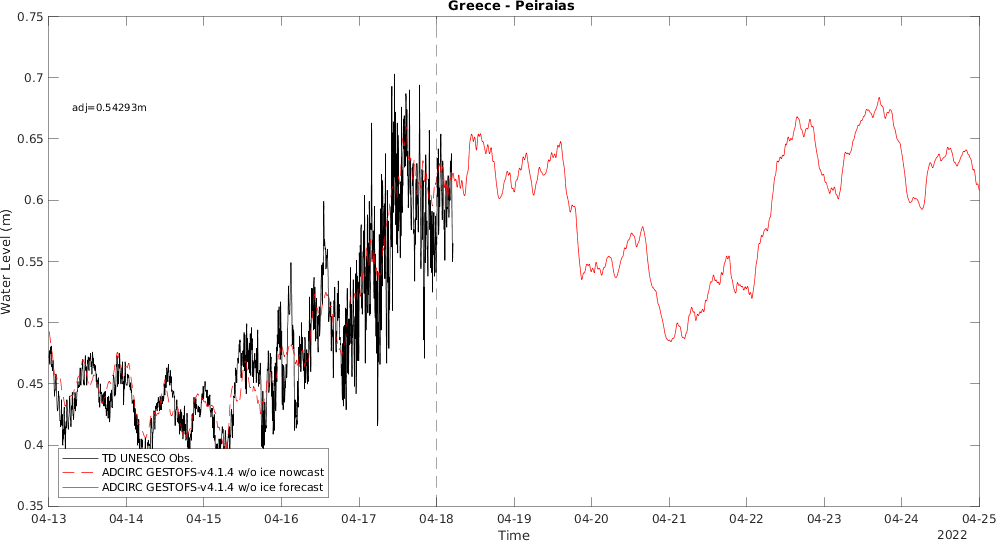 Greece - Peiraias
0.75
0.7
0.65
0.6
0.55
0.5
0.45
0.4
0.35
Water Level (m)
adj=0.54293m
TD UNESCO Obs.
ADCIRC GESTOFS-v4.1.4 w/o ice nowcast
ADCIRC GESTOFS-v4.1.4 w/o ice forecast
04-13 04-14 04-15 04-16 04-17 04-18 04-19 04-20 04-21 04-22 04-23 04-24 04-25
Time
2022